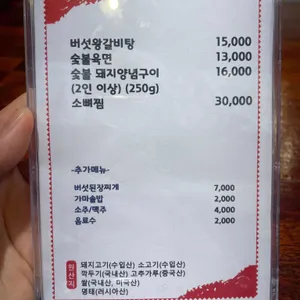 버섯왕갈비탕 15,000
숯불육면 13,000
숯불 돼지양념구이 16,000
(2인 이상) (250g)
소뼈찜 30,000
-추가메뉴-
버섯된장찌개 7,000
가마솥밥 2,000
소주/맥주 4,000
음료수 2,000
원산지
돼지고기(수입산) 소고기(수입산)
깍두기(국내산) 고추가루(중국산)
쌀(국내산, 미국산)
명태(러시아산)